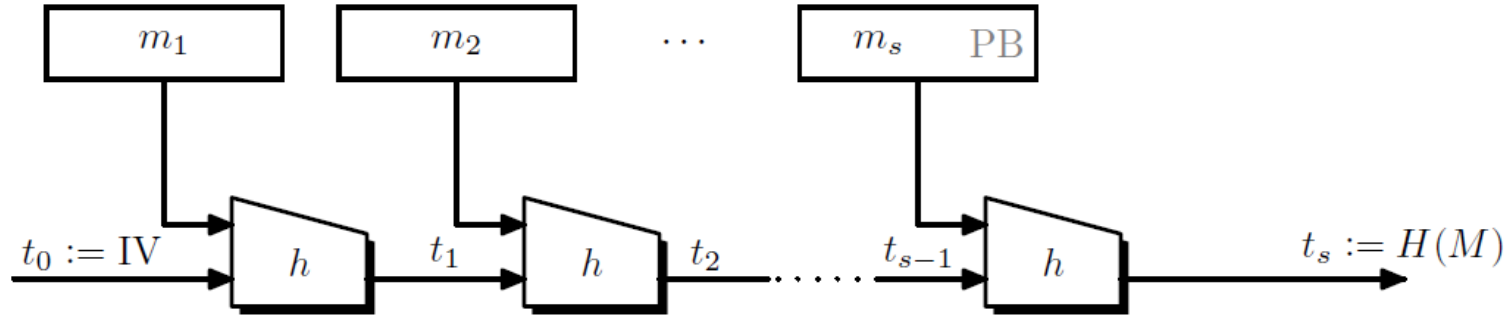 m₁ m₂ ⋯ mₛ PB
t₀ := IV h t₁ h t₂ ⋯⋯ tₛ₋₁ h tₛ := H(M)